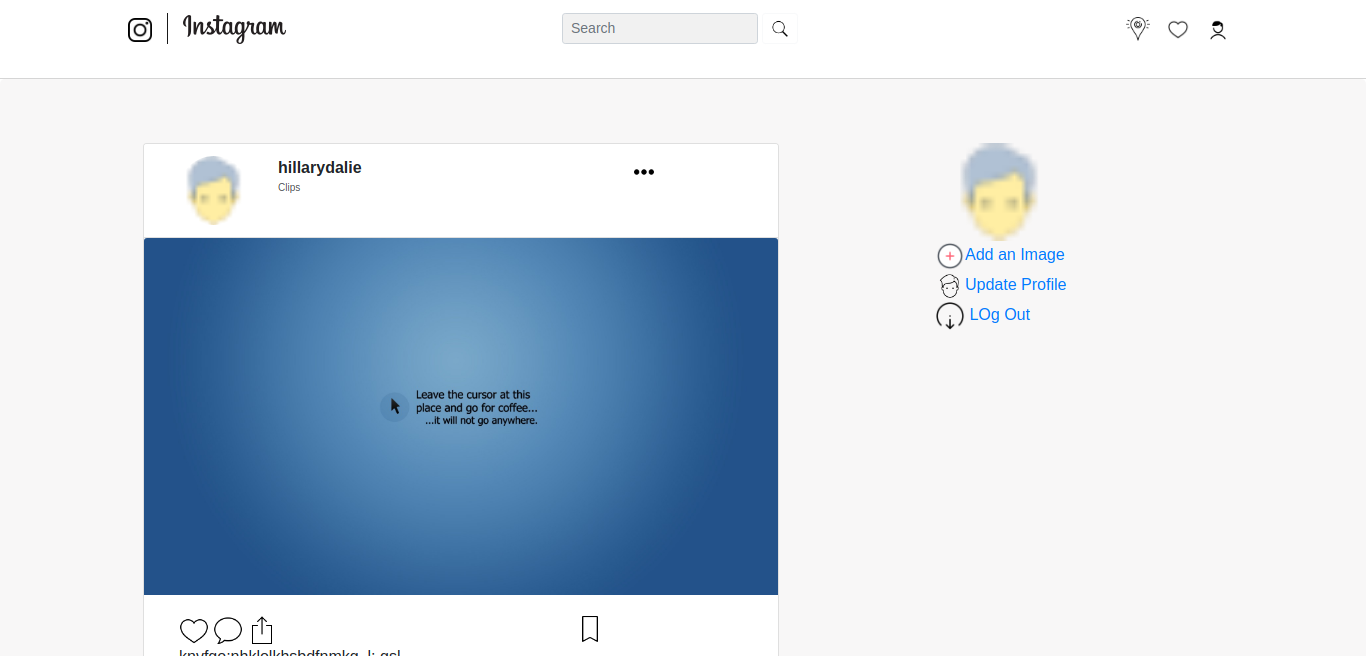 Instagram
Search
hillarydalie
Clips
Leave the cursor at this
place and go for coffee...
...it will not go anywhere.
Add an Image
Update Profile
LOg Out